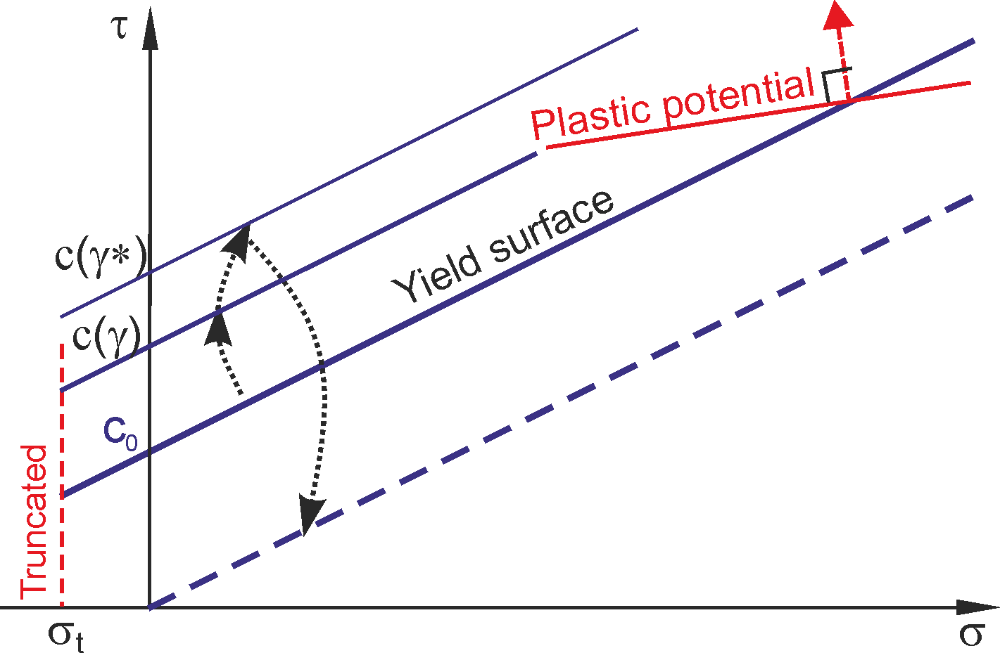 τ
Plastic potential
Yield surface
c(γ*)
c(γ)
c₀
Truncated
σₜ
σ